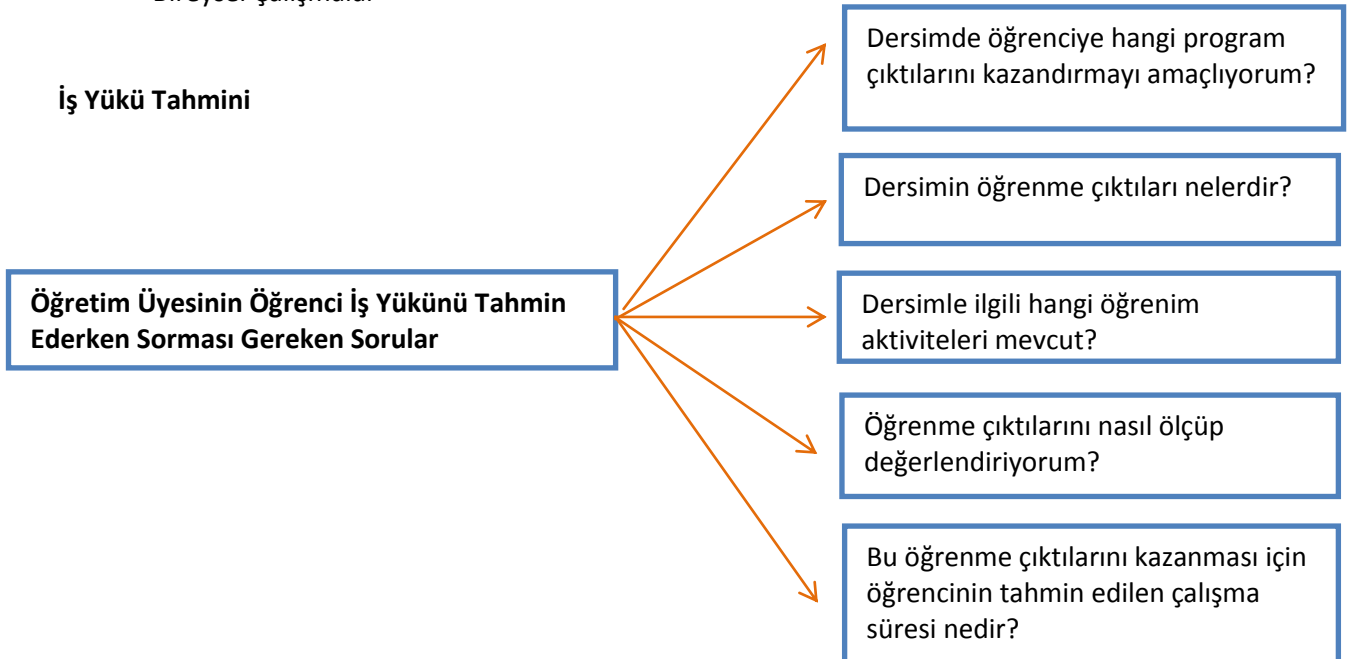 Bireysel çalışmalar
Dersimde öğrenciye hangi program
çıktılarını kazandırmayı amaçlıyorum?
İş Yükü Tahmini
Dersimin öğrenme çıktıları nelerdir?
Öğretim Üyesinin Öğrenci İş Yükünü Tahmin
Ederken Sorması Gereken Sorular
Dersimle ilgili hangi öğrenim
aktiviteleri mevcut?
Öğrenme çıktılarını nasıl ölçüp
değerlendiriyorum?
Bu öğrenme çıktılarını kazanması için
öğrencinin tahmin edilen çalışma
süresi nedir?